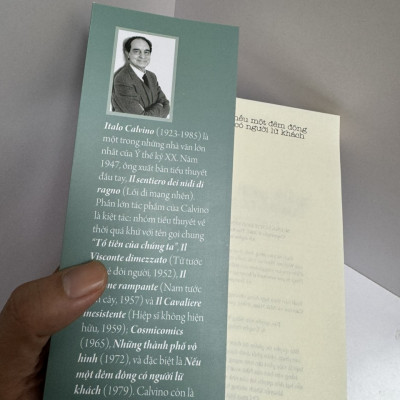 Italo Calvino (1923-1985) là
một trong những nhà văn lớn
nhất của Ý thế kỷ XX. Năm
1947, ông xuất bản tiểu thuyết
đầu tay, Il sentiero dei nidi di
ragno (Lối đi mạng nhện).
Phần lớn tác phẩm của Calvino
là kiệt tác: nhóm tiểu thuyết về
thời quá khứ với tên gọi chung
"Tổ tiên của chúng ta", Il
Visconte dimezzato (Tử tước
đôi người, 1952), Il
rampante (Nam tước
cây, 1957) và Il Cavaliere
inesistente (Hiệp sĩ không hiện
hữu, 1959); Cosmicomics
(1965), Những thành phố vô
hình (1972), và đặc biệt là Nếu
một đêm đông có người lữ
khách (1979). Calvino còn là
nếu một đêm đông
có người lữ khách